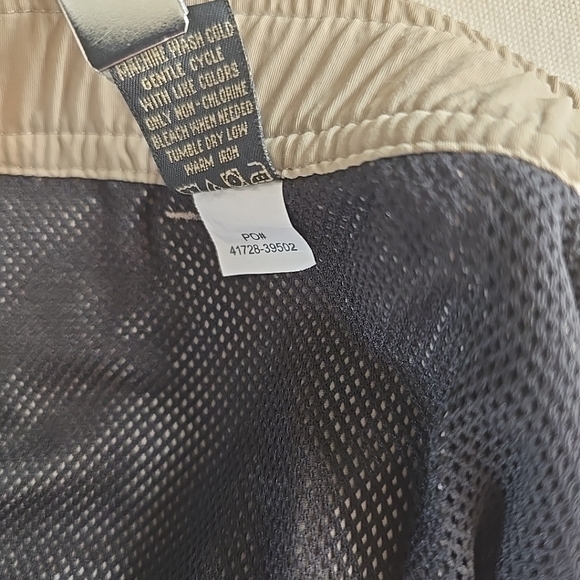 MACHINE WASH COLD
GENTLE CYCLE
WITH LIKE COLORS
ONLY NON - CHLORINE
BLEACH WHEN NEEDED
TUMBLE DRY LOW
WARM IRON
PO#
41728-39502